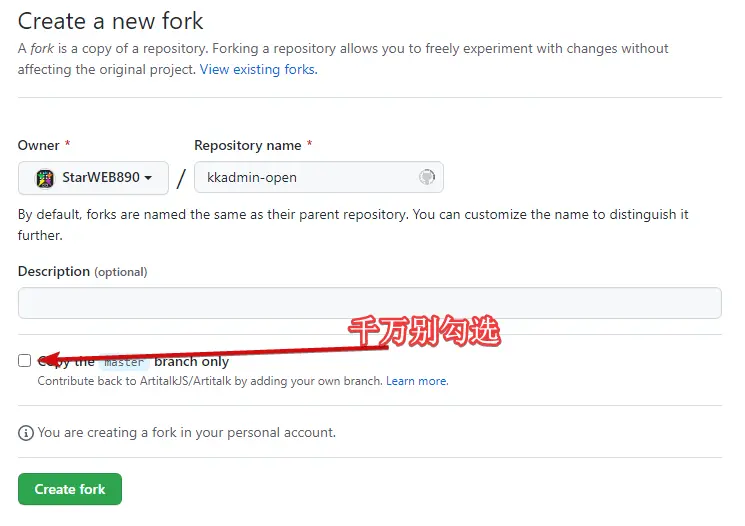 Create a new fork
A fork is a copy of a repository. Forking a repository allows you to freely experiment with changes without
affecting the original project. View existing forks.
Owner *
Repository name *
StarWEB890
/
kkadmin-open
By default, forks are named the same as their parent repository. You can customize the name to distinguish it
further.
Description (optional)
千万别勾选
Copy the master branch only
Contribute back to ArtitalkJS/Artitalk by adding your own branch. Learn more.
You are creating a fork in your personal account.
Create fork